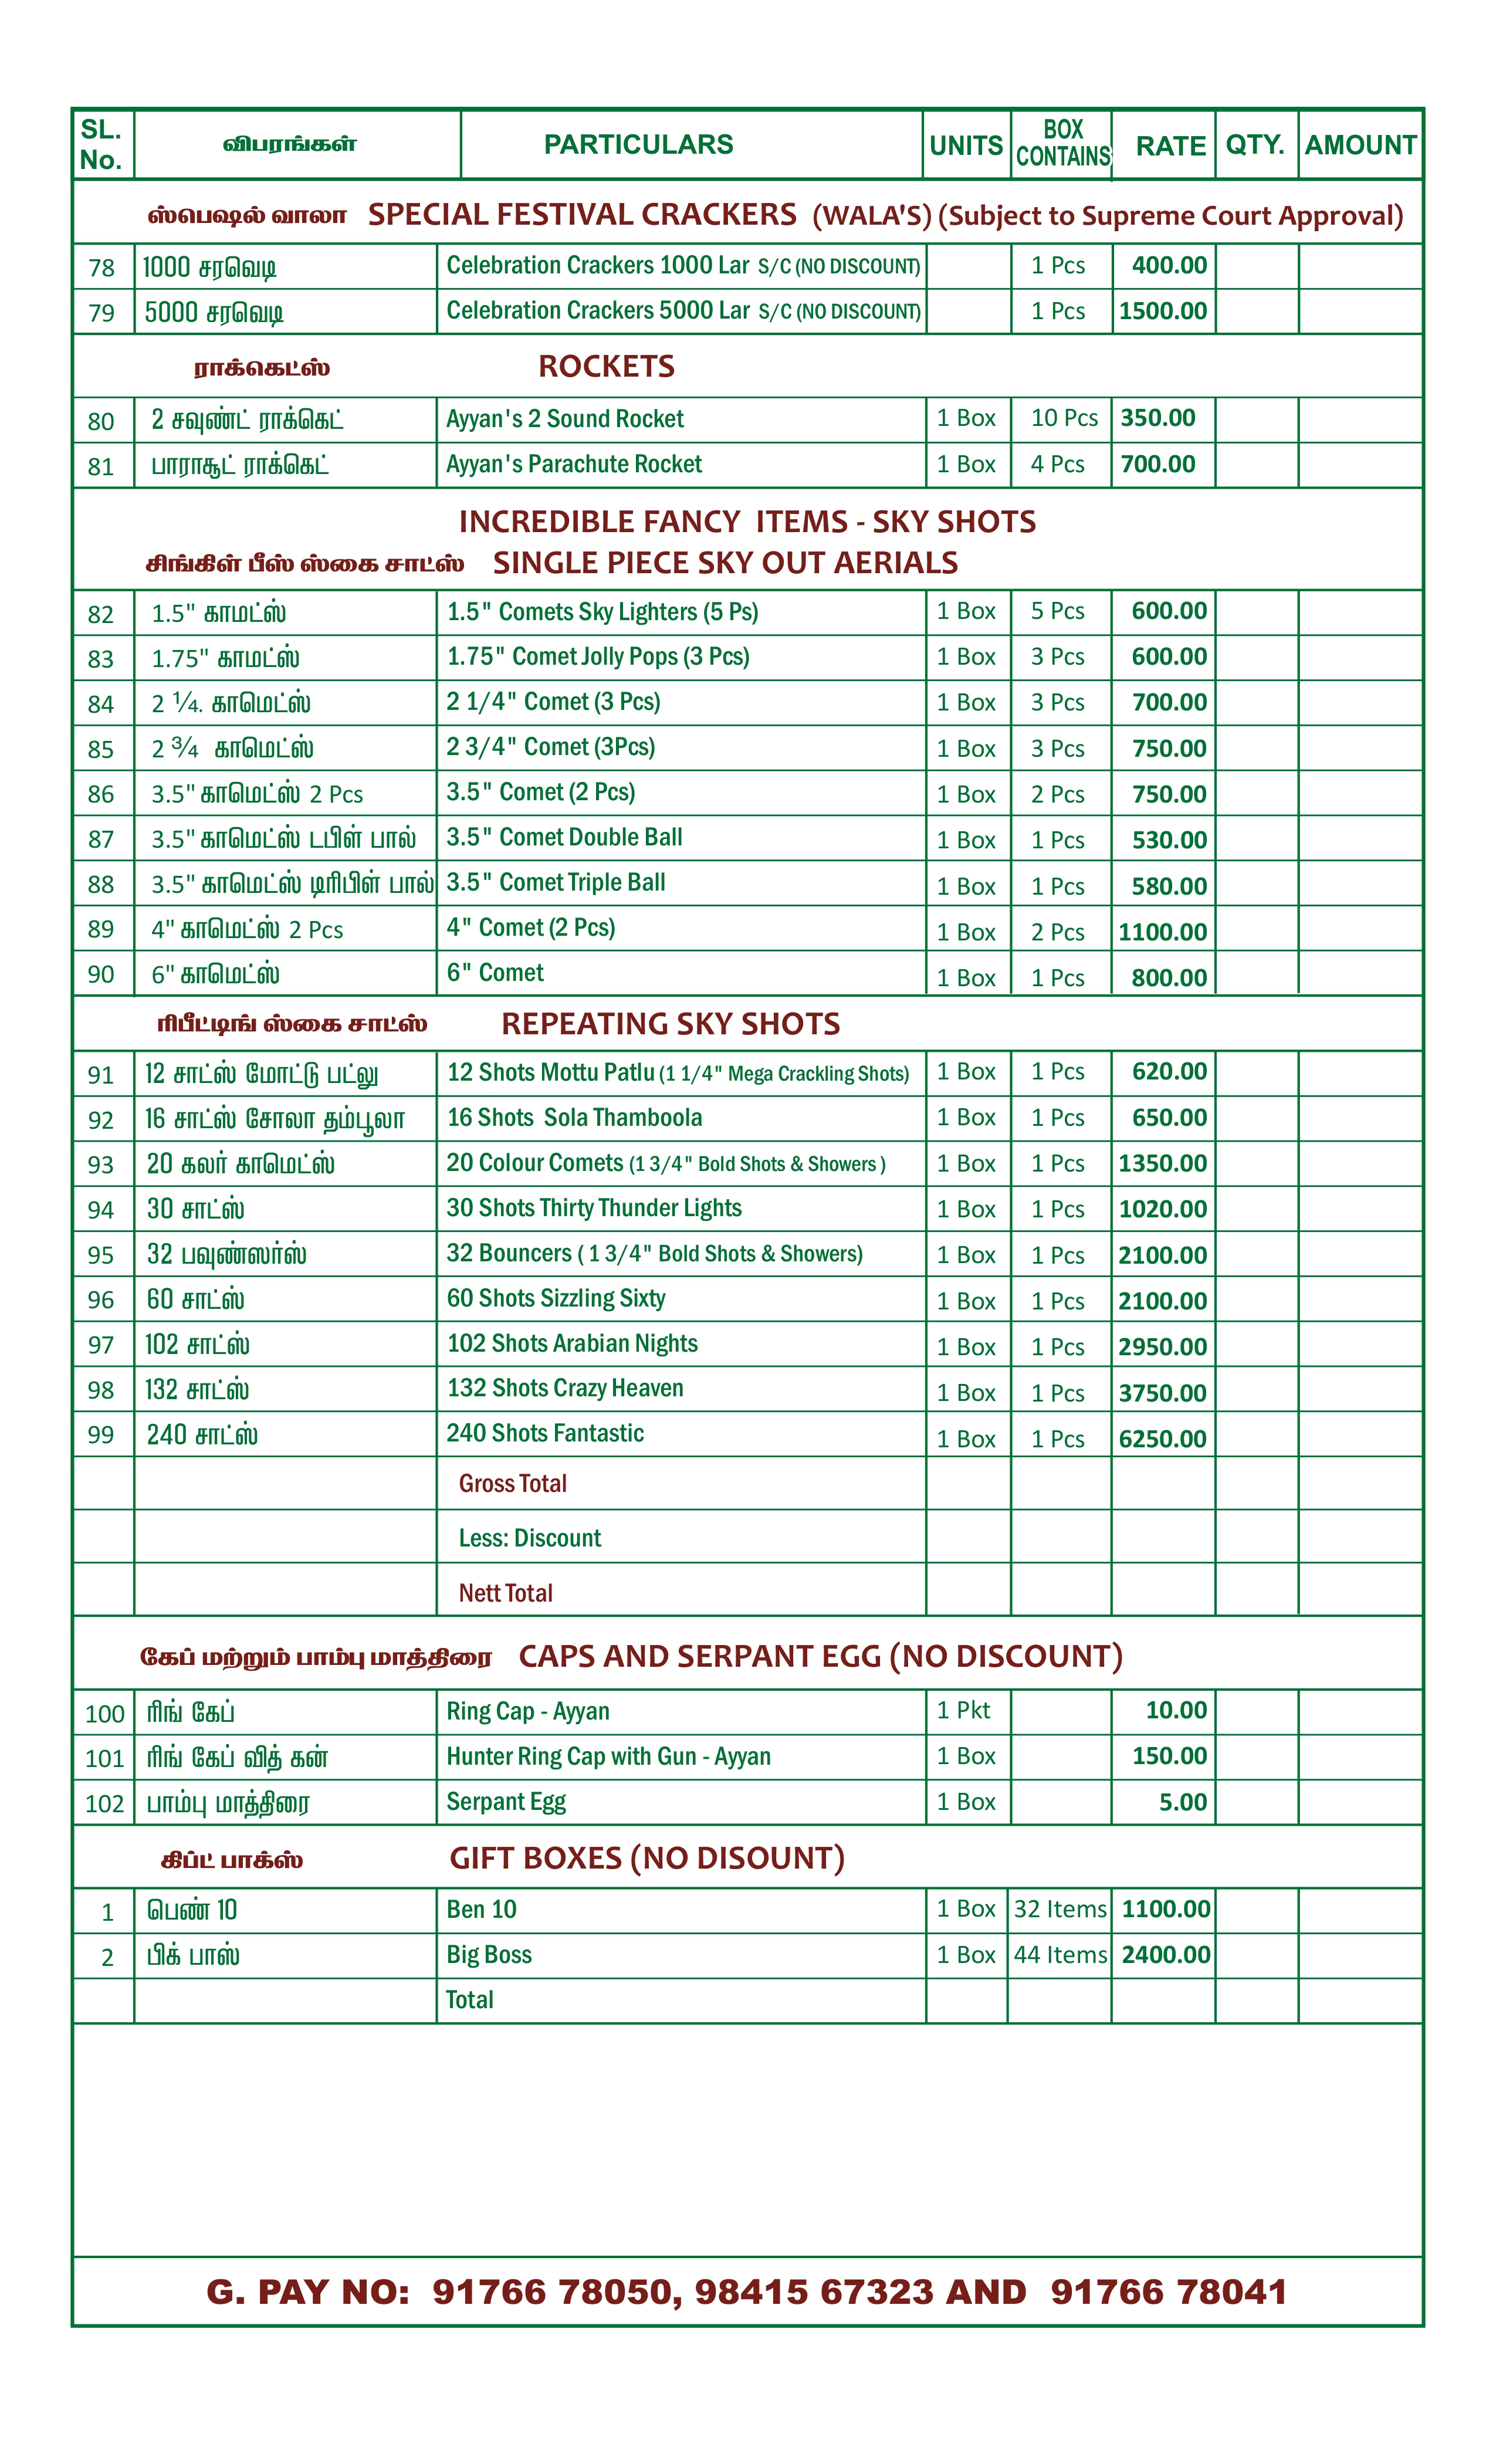 SL. No. விபரங்கள் PARTICULARS UNITS BOX CONTAINS RATE QTY. AMOUNT
ஸ்பெஷல் வாலா SPECIAL FESTIVAL CRACKERS (WALA'S) (Subject to Supreme Court Approval)
78 1000 சரவெடி Celebration Crackers 1000 Lar S/C (NO DISCOUNT) 1 Pcs 400.00
79 5000 சரவெடி Celebration Crackers 5000 Lar S/C (NO DISCOUNT) 1 Pcs 1500.00
ராக்கெட்ஸ் ROCKETS
80 2 சவுண்ட் ராக்கெட் Ayyan's 2 Sound Rocket 1 Box 10 Pcs 350.00
81 பாராசூட் ராக்கெட் Ayyan's Parachute Rocket 1 Box 4 Pcs 700.00
INCREDIBLE FANCY ITEMS - SKY SHOTS
சிங்கிள் பீஸ் ஸ்கை சாட்ஸ் SINGLE PIECE SKY OUT AERIALS
82 1.5" காமட்ஸ் 1.5" Comets Sky Lighters (5 Ps) 1 Box 5 Pcs 600.00
83 1.75" காமட்ஸ் 1.75" Comet Jolly Pops (3 Pcs) 1 Box 3 Pcs 600.00
84 2 ¼. காமெட்ஸ் 2 1/4" Comet (3 Pcs) 1 Box 3 Pcs 700.00
85 2 ¾ காமெட்ஸ் 2 3/4" Comet (3Pcs) 1 Box 3 Pcs 750.00
86 3.5" காமெட்ஸ் 2 Pcs 3.5" Comet (2 Pcs) 1 Box 2 Pcs 750.00
87 3.5" காமெட்ஸ் டபிள் பால் 3.5" Comet Double Ball 1 Box 1 Pcs 530.00
88 3.5" காமெட்ஸ் டிரிபிள் பால் 3.5" Comet Triple Ball 1 Box 1 Pcs 580.00
89 4" காமெட்ஸ் 2 Pcs 4" Comet (2 Pcs) 1 Box 2 Pcs 1100.00
90 6" காமெட்ஸ் 6" Comet 1 Box 1 Pcs 800.00
ரிபீட்டிங் ஸ்கை சாட்ஸ் REPEATING SKY SHOTS
91 12 சாட்ஸ் மோட்டு பட்லு 12 Shots Mottu Patlu (1 1/4" Mega Crackling Shots) 1 Box 1 Pcs 620.00
92 16 சாட்ஸ் சோலா தம்பூலா 16 Shots Sola Thamboola 1 Box 1 Pcs 650.00
93 20 கலர் காமெட்ஸ் 20 Colour Comets (1 3/4" Bold Shots & Showers ) 1 Box 1 Pcs 1350.00
94 30 சாட்ஸ் 30 Shots Thirty Thunder Lights 1 Box 1 Pcs 1020.00
95 32 பவுண்ஸர்ஸ் 32 Bouncers ( 1 3/4" Bold Shots & Showers) 1 Box 1 Pcs 2100.00
96 60 சாட்ஸ் 60 Shots Sizzling Sixty 1 Box 1 Pcs 2100.00
97 102 சாட்ஸ் 102 Shots Arabian Nights 1 Box 1 Pcs 2950.00
98 132 சாட்ஸ் 132 Shots Crazy Heaven 1 Box 1 Pcs 3750.00
99 240 சாட்ஸ் 240 Shots Fantastic 1 Box 1 Pcs 6250.00
Gross Total
Less: Discount
Nett Total
கேப் மற்றும் பாம்பு மாத்திரை CAPS AND SERPANT EGG (NO DISCOUNT)
100 ரிங் கேப் Ring Cap - Ayyan 1 Pkt 10.00
101 ரிங் கேப் வித் கன் Hunter Ring Cap with Gun - Ayyan 1 Box 150.00
102 பாம்பு மாத்திரை Serpant Egg 1 Box 5.00
கிப்ட் பாக்ஸ் GIFT BOXES (NO DISOUNT)
1 பெண் 10 Ben 10 1 Box 32 Items 1100.00
2 பிக் பாஸ் Big Boss 1 Box 44 Items 2400.00
Total
G. PAY NO: 91766 78050, 98415 67323 AND 91766 78041